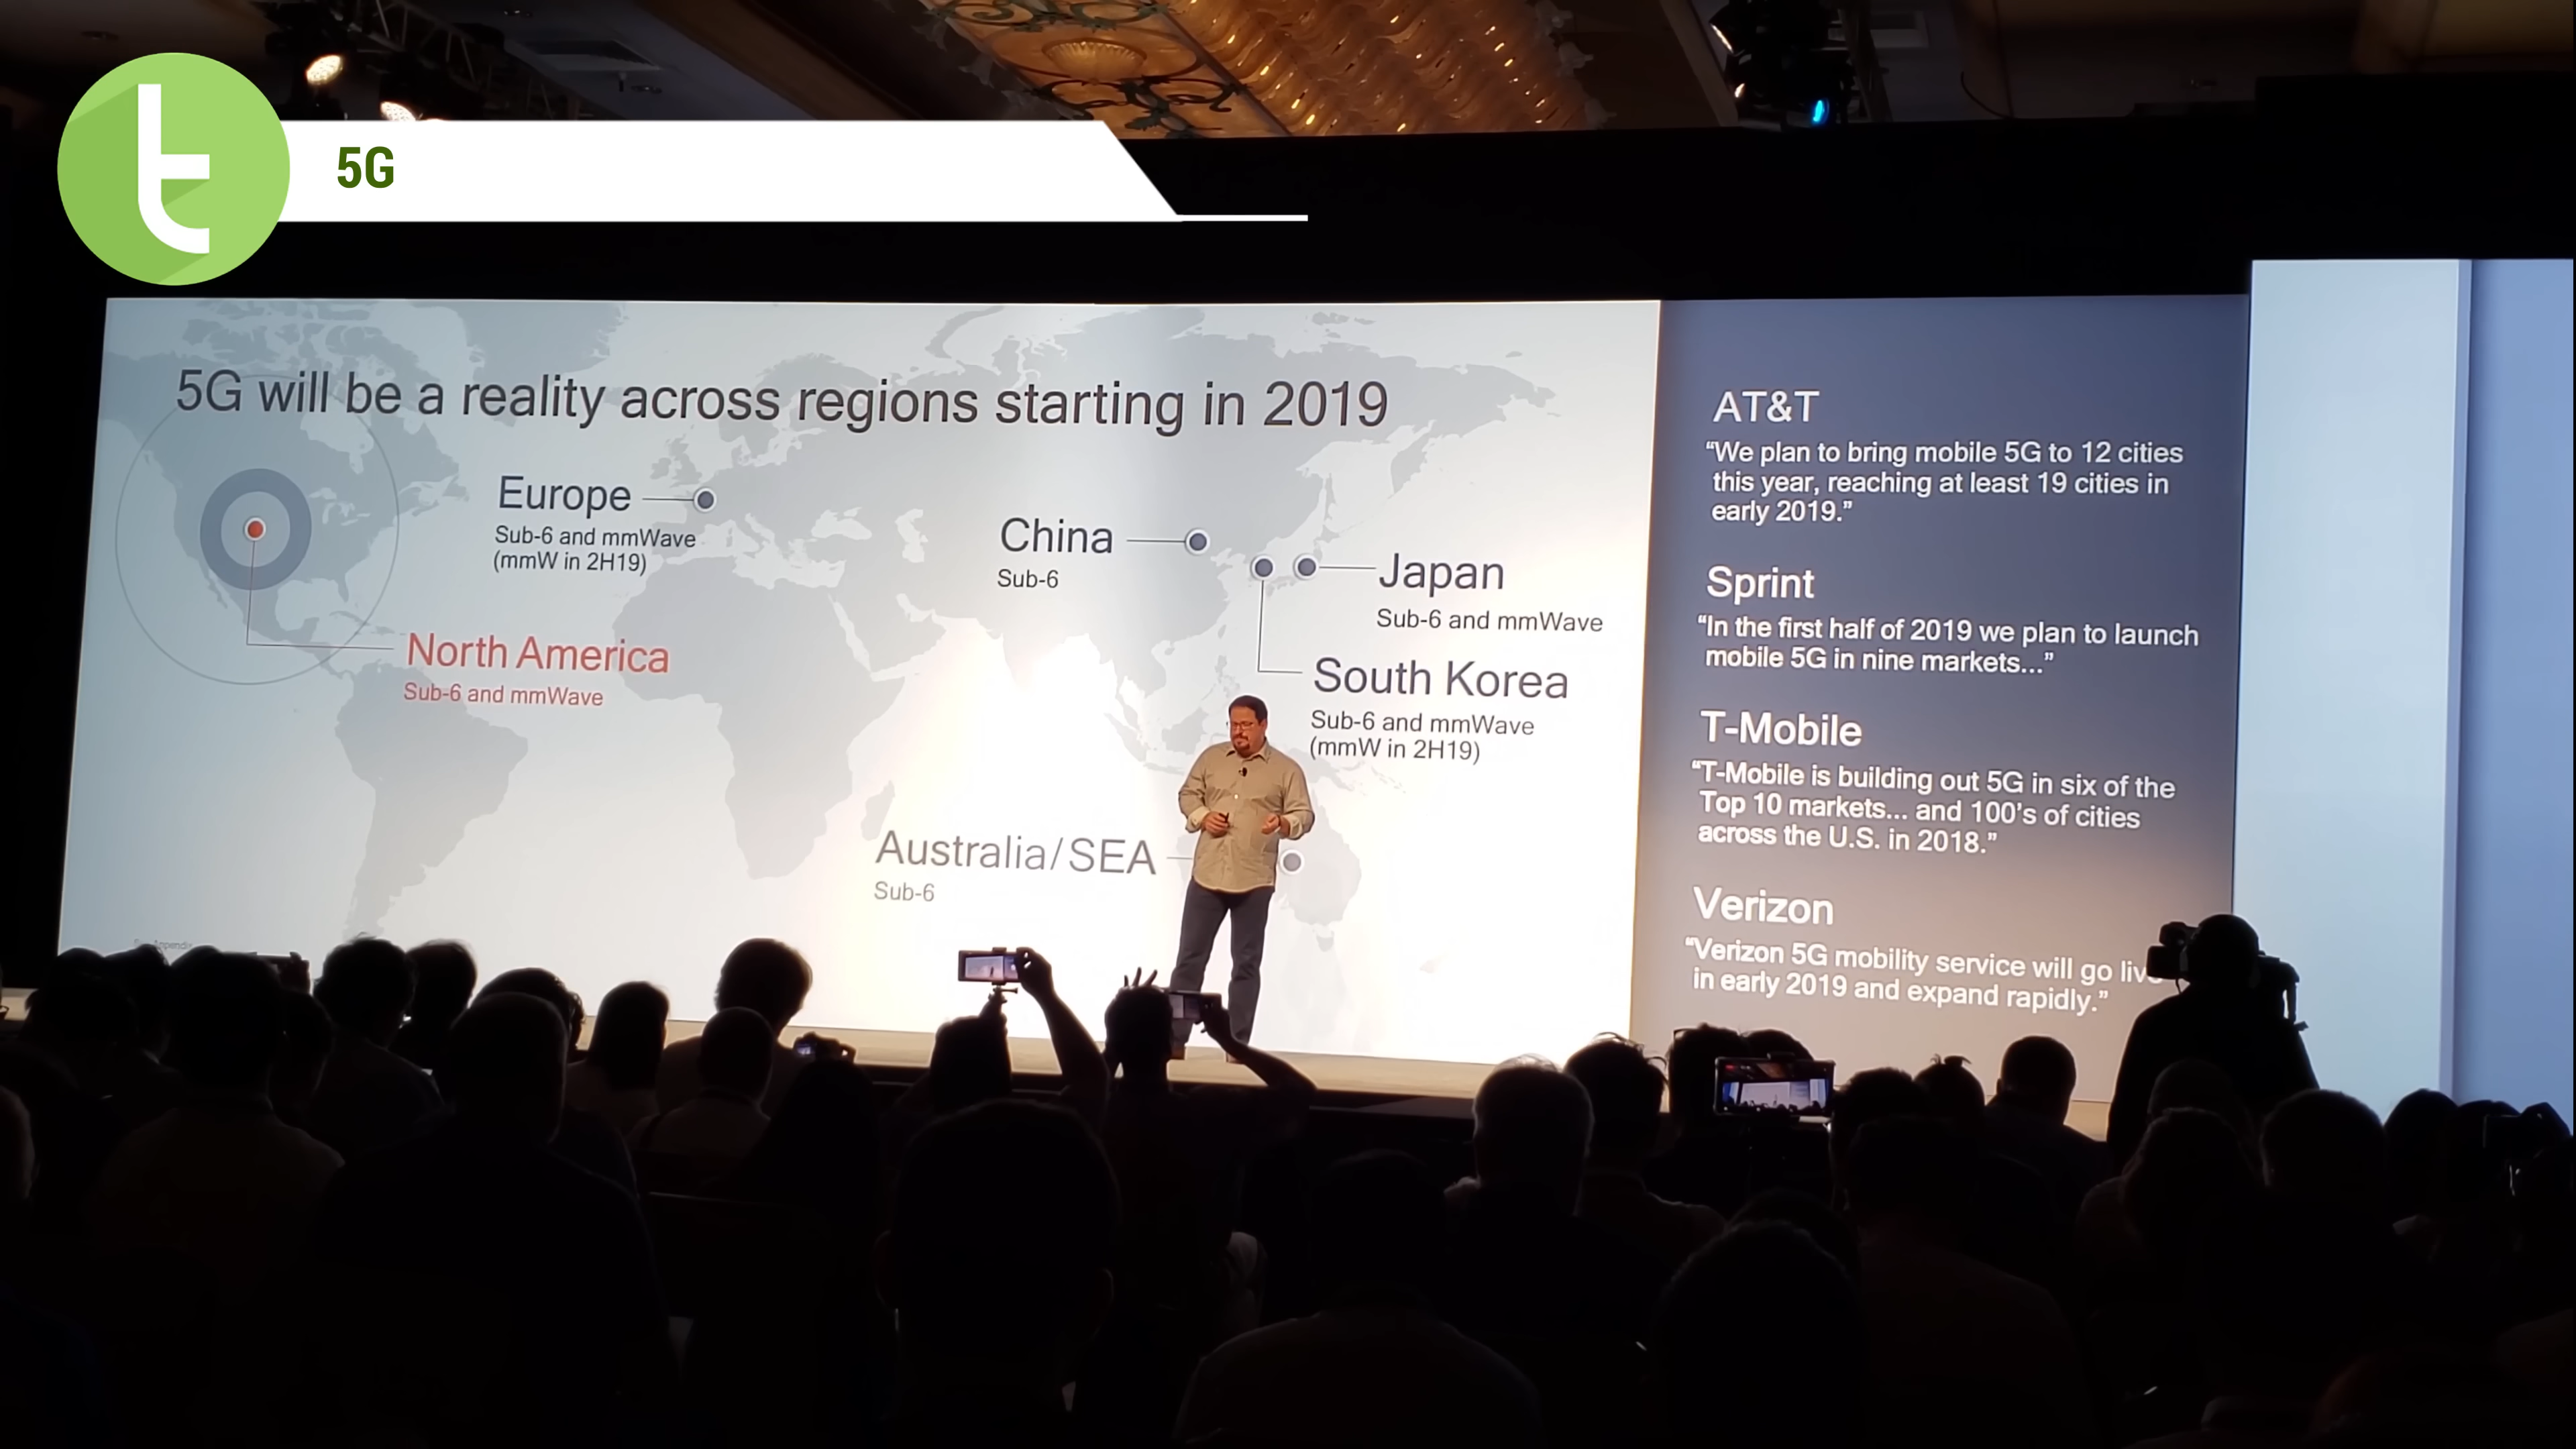 t
5G
5G will be a reality across regions starting in 2019
Europe
Sub-6 and mmWave
(mmW in 2H19)
China
Sub-6
Japan
Sub-6 and mmWave
North America
Sub-6 and mmWave
South Korea
Sub-6 and mmWave
(mmW in 2H19)
Australia/SEA
Sub-6
AT&T
“We plan to bring mobile 5G to 12 cities
this year, reaching at least 19 cities in
early 2019.”
Sprint
“In the first half of 2019 we plan to launch
mobile 5G in nine markets...”
T-Mobile
“T-Mobile is building out 5G in six of the
Top 10 markets... and 100’s of cities
across the U.S. in 2018.”
Verizon
“Verizon 5G mobility service will go live
in early 2019 and expand rapidly.”